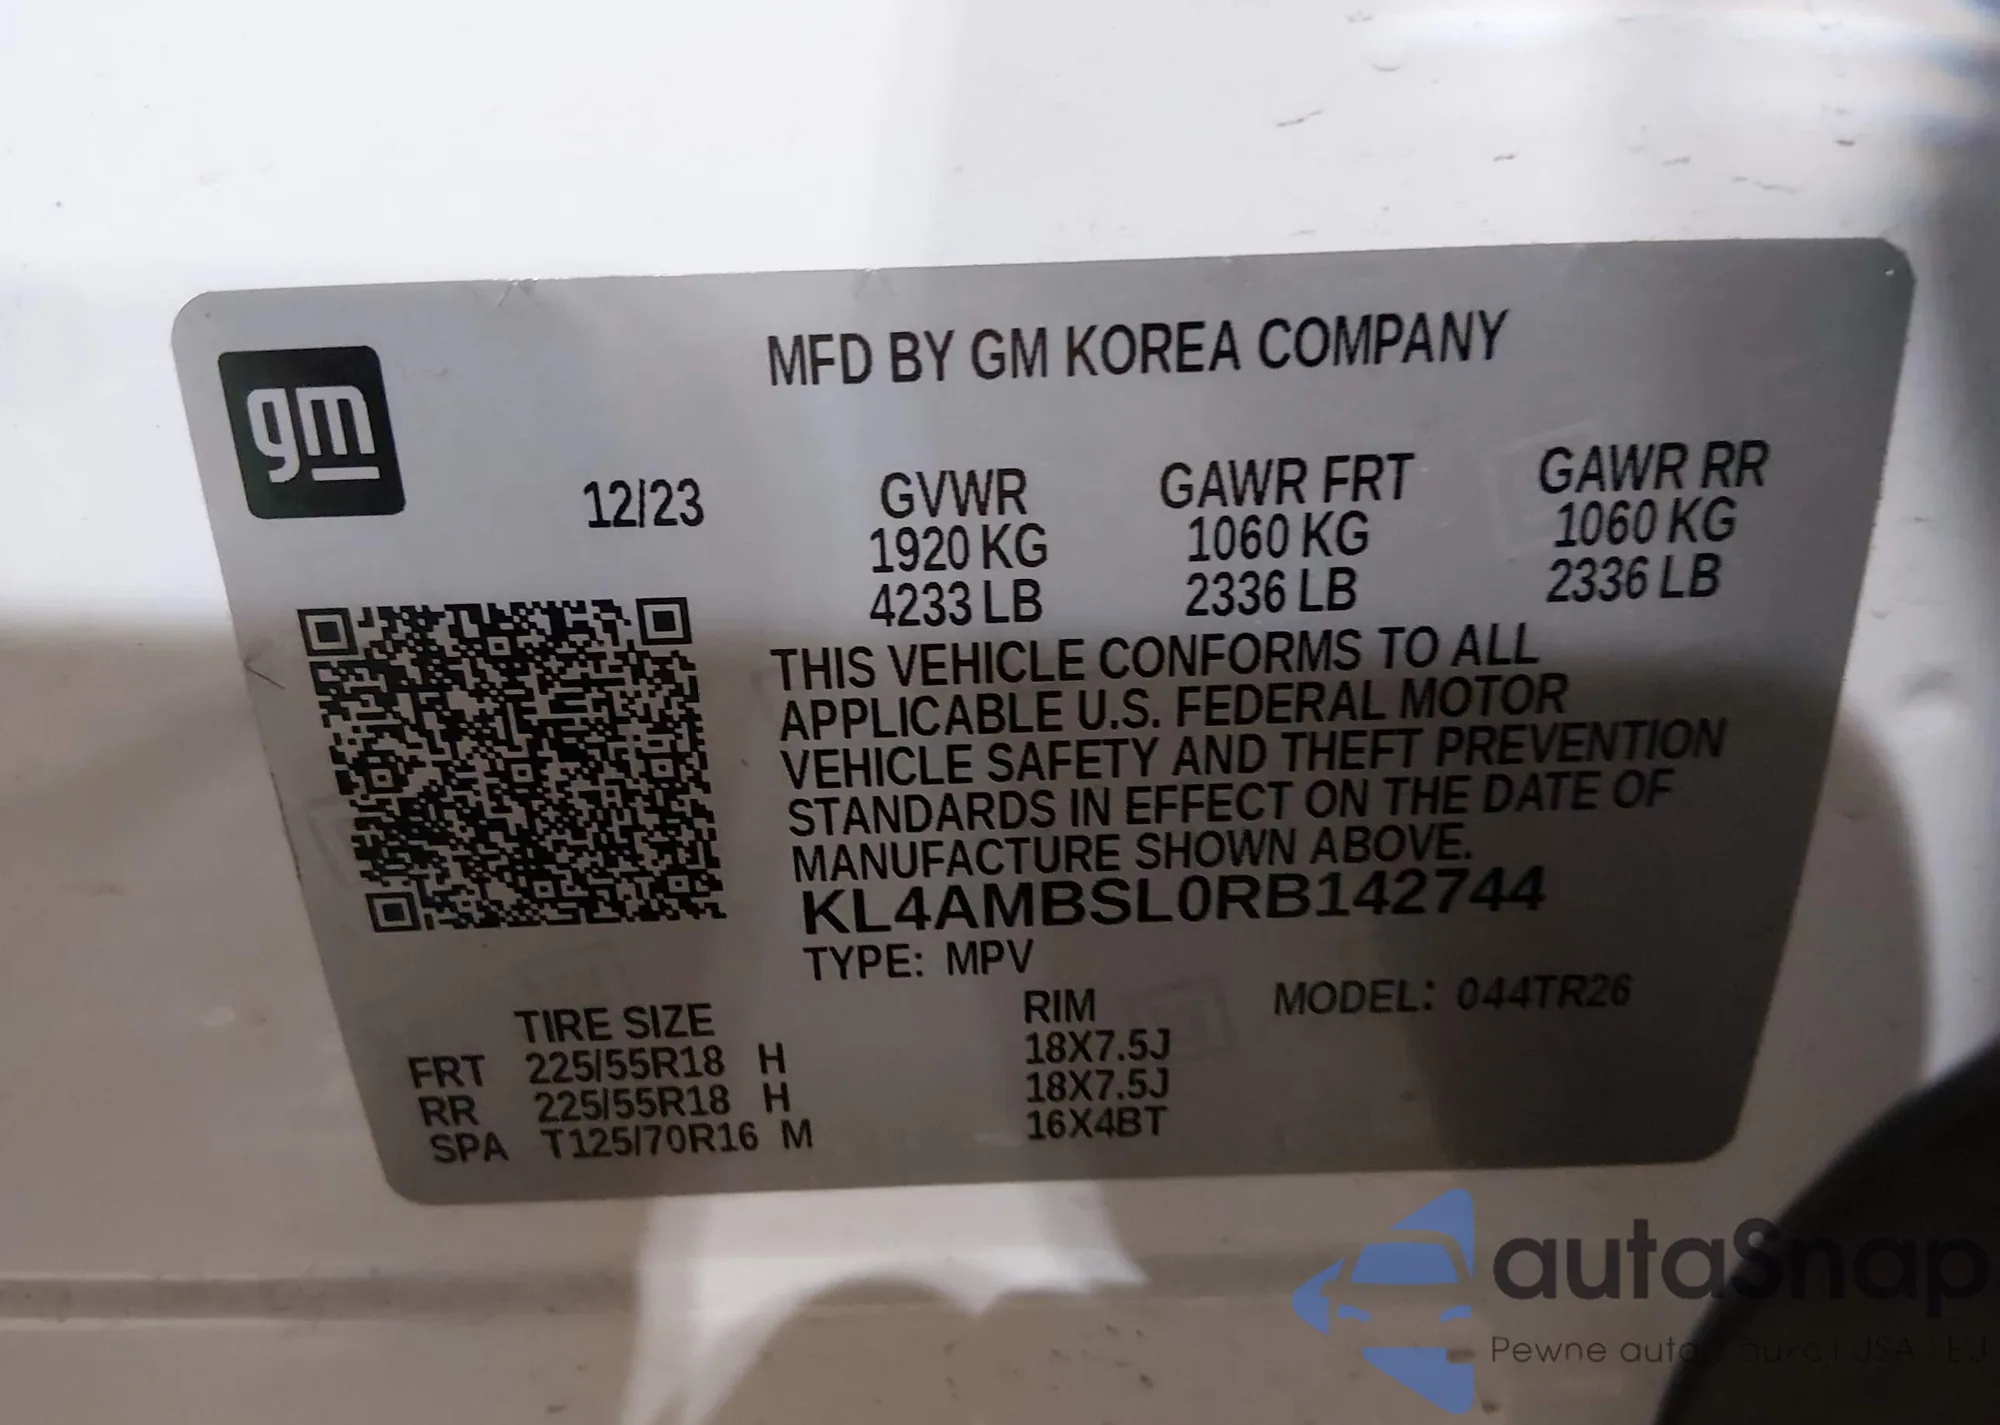 gm
MFD BY GM KOREA COMPANY
12/23 GVWR GAWR FRT GAWR RR
1920 KG 1060 KG 1060 KG
4233 LB 2336 LB 2336 LB
THIS VEHICLE CONFORMS TO ALL
APPLICABLE U.S. FEDERAL MOTOR
VEHICLE SAFETY AND THEFT PREVENTION
STANDARDS IN EFFECT ON THE DATE OF
MANUFACTURE SHOWN ABOVE.
KL4AMBSL0RB142744
TYPE: MPV
TIRE SIZE RIM MODEL: 044TR26
FRT 225/55R18 H 18X7.5J
RR 225/55R18 H 18X7.5J
SPA T125/70R16 M 16X4BT
autaSnap
Pewne auta USA